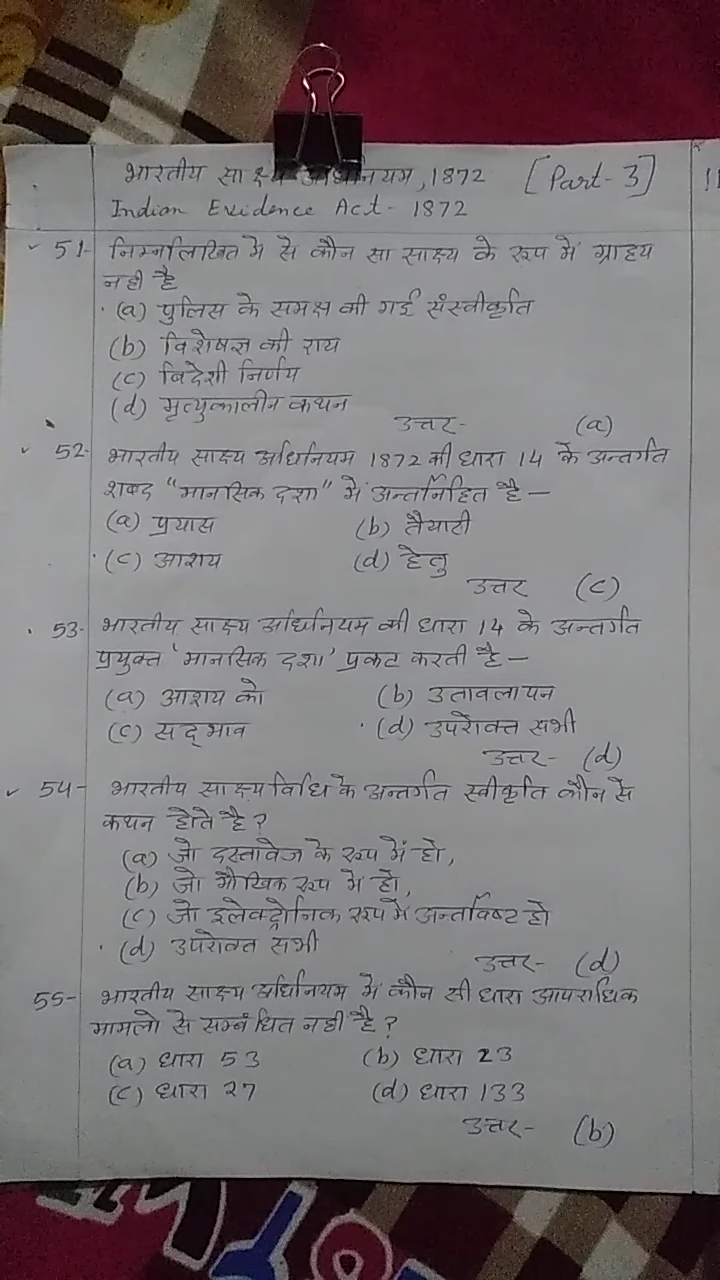 भारतीय साक्ष्य अधिनियम, 1872 [Part-3]
Indian Evidence Act - 1872
51- निम्नलिखित में से कौन सा साक्ष्य के रूप में ग्राहय
नही है
(a) पुलिस के समक्ष की गई संस्वीकृति
(b) विशेषज्ञ की राय
(c) विदेशी निर्णय
(d) मृत्युकालीन कथन
उत्तर- (a)
52- भारतीय साक्ष्य अधिनियम 1872 की धारा 14 के अन्तर्गत
शब्द "मानसिक दशा" में अन्तर्निहित है —
(a) प्रयास (b) तैयारी
(c) आशय (d) हेतु
उत्तर (c)
53- भारतीय साक्ष्य अधिनियम की धारा 14 के अन्तर्गत
प्रयुक्त 'मानसिक दशा' प्रकट करती है —
(a) आशय को (b) उतावलापन
(c) सद्भाव (d) उपरोक्त सभी
उत्तर- (d)
54- भारतीय साक्ष्य विधि के अन्तर्गत स्वीकृति कौन से
कथन होते है?
(a) जो दस्तावेज के रूप में हो,
(b) जो मौखिक रूप में हो,
(c) जो इलेक्ट्रोनिक रूप में अन्तर्विष्ट हो
(d) उपरोक्त सभी
उत्तर- (d)
55- भारतीय साक्ष्य अधिनियम में कौन सी धारा आपराधिक
मामलो से सम्बंधित नही है?
(a) धारा 53 (b) धारा 23
(c) धारा 27 (d) धारा 133
उत्तर- (b)